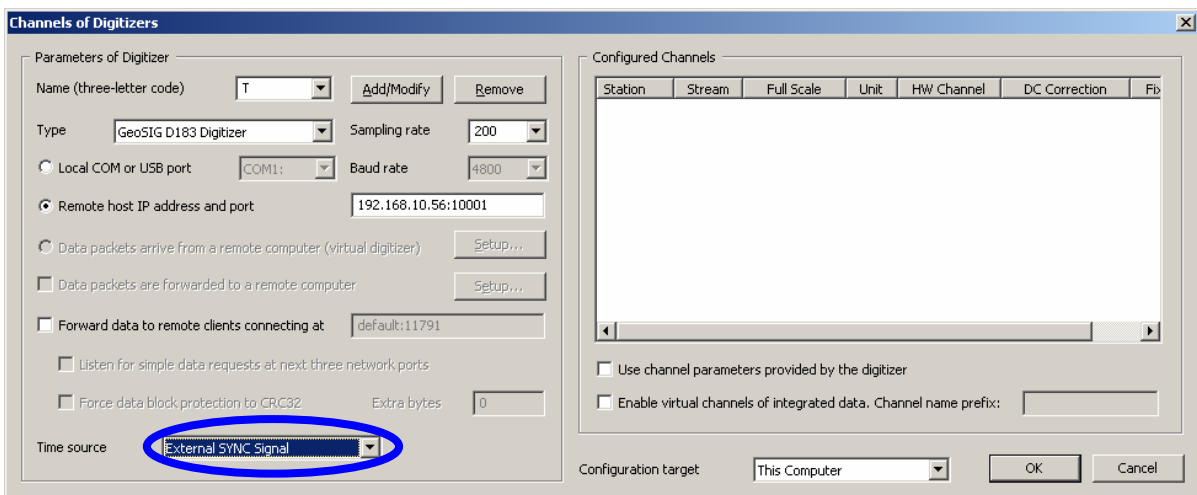 Channels of Digitizers
Parameters of Digitizer
Name (three-letter code) T Add/Modify Remove
Type GeoSIG D183 Digitizer Sampling rate 200
Local COM or USB port COM1: Baud rate 4800
Remote host IP address and port 192.168.10.56:10001
Data packets arrive from a remote computer (virtual digitizer) Setup...
Data packets are forwarded to a remote computer Setup...
Forward data to remote clients connecting at default:11791
Listen for simple data requests at next three network ports
Force data block protection to CRC32 Extra bytes 0
Time source External SYNC Signal
Configured Channels
Station Stream Full Scale Unit HW Channel DC Correction Fix
Use channel parameters provided by the digitizer
Enable virtual channels of integrated data. Channel name prefix:
Configuration target This Computer OK Cancel